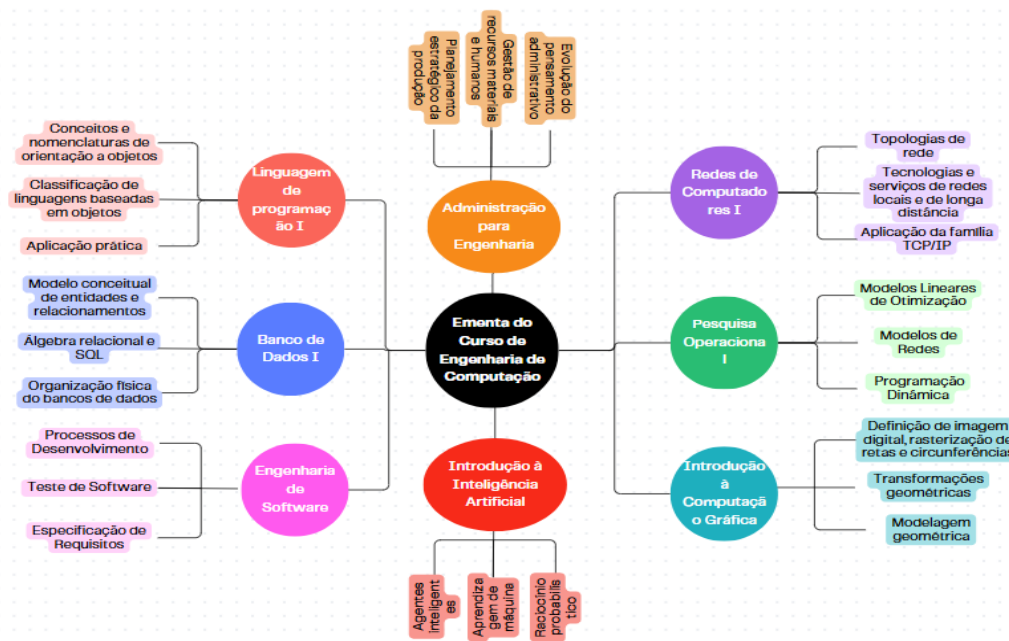 Planejamento
estratégico da
produção
Gestão de
recursos materiais
e humanos
Evolução do
pensamento
administrativo
Conceitos e
nomenclaturas de
orientação a objetos
Classificação de
linguagens baseadas
em objetos
Aplicação prática
Linguagem
de
programaç
ão I
Administração
para
Engenharia
Redes de
Computado
res I
Topologias de
rede
Tecnologias e
serviços de redes
locais e de longa
distância
Aplicação da família
TCP/IP
Modelo conceitual
de entidades e
relacionamentos
Álgebra relacional e
SQL
Organização física
do bancos de dados
Banco de
Dados I
Ementa do
Curso de
Engenharia de
Computação
Pesquisa
Operaciona
l
Modelos Lineares
de Otimização
Modelos de
Redes
Programação
Dinâmica
Processos de
Desenvolvimento
Teste de Software
Especificação de
Requisitos
Engenharia
de
Software
Introdução à
Inteligência
Artificial
Introdução
à
Computaçã
o Gráfica
Definição de imagem
digital, rasterização de
retas e circunferências
Transformações
geométricas
Modelagem
geométrica
Agentes
inteligent
es
Aprendiza
gem de
máquina
Raciocínio
probabilís
tico